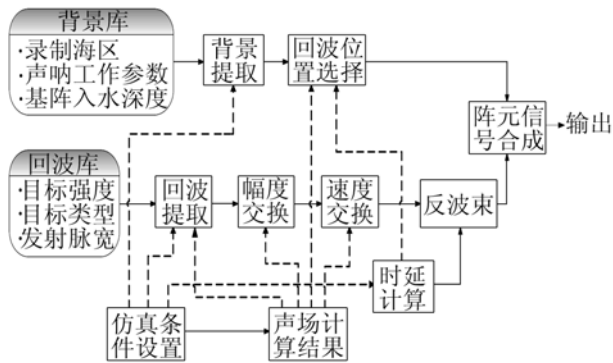 背景库
·录制海区
·声呐工作参数
·基阵入水深度
背景
提取
回波位
置选择
阵元信
号合成
输出
回波库
·目标强度
·目标类型
·发射脉宽
回波
提取
幅度
交换
速度
交换
反波束
时延
计算
仿真条
件设置
声场计
算结果